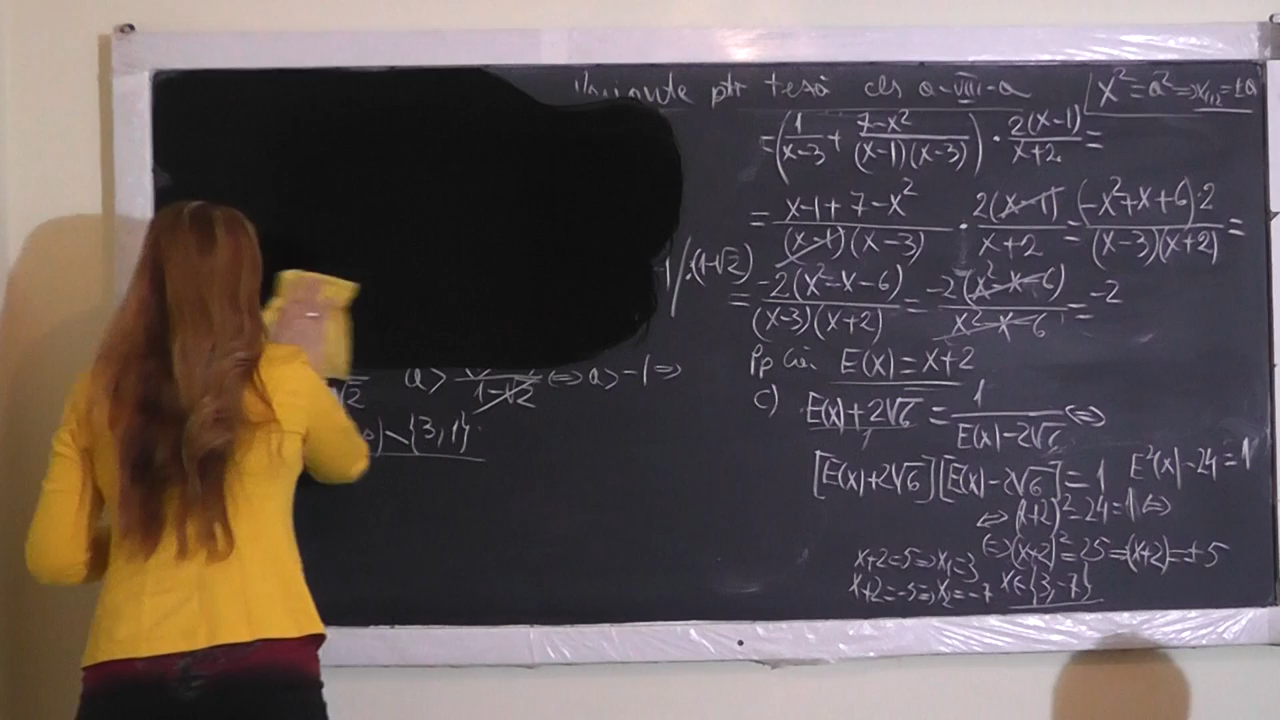 ptr teză cls a-VIII-a
x² = a² ⇒ x₁,₂ = ±a
= (1/(x-3) + (7-x²)/((x-1)(x-3))) · 2(x-1)/(x+2) =
= (x-1+7-x²)/((x-1)(x-3)) · 2(x-1)/(x+2) = (-x²+x+6)·2/((x-3)(x+2)) =
-1 / ·(1-√2)
= -2(x²-x-6)/((x-3)(x+2)) = -2(x²-x-6)/(x²-x-6) = -2
E(x) = x+2
c) E(x)+2√6 / 1 = 1/(E(x)-2√6) ⇔
[E(x)+2√6][E(x)-2√6] = 1 E²(x)-24 = 1
⇔ (x+2)²-24 = 1 ⇔
⇔ (x+2)² = 25 ⇒ (x+2) = ±5
x+2=5 ⇒ x₁=3
x+2=-5 ⇒ x₂=-7 x∈{3,-7}
√2 a > /(1-√2) ⇔ a > -1 ⇒
) \ {3,1}